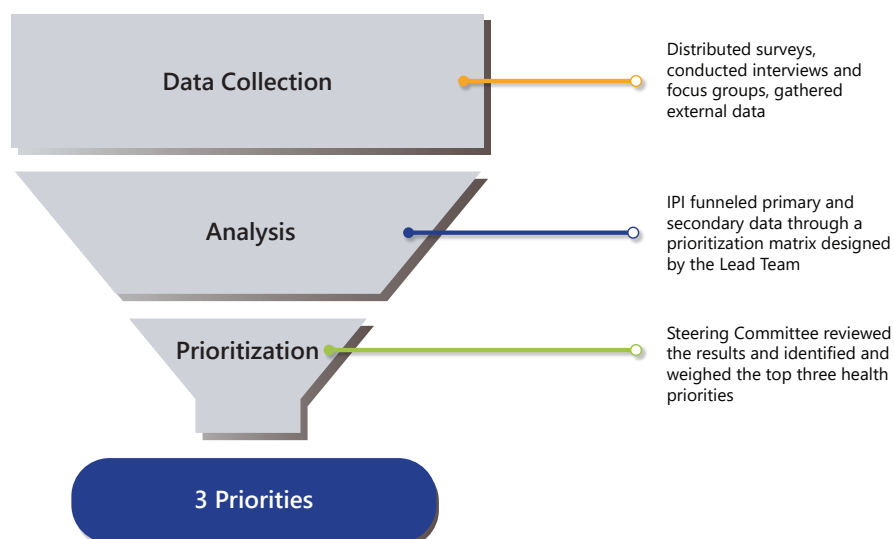 Data Collection
Distributed surveys,
conducted interviews and
focus groups, gathered
external data
Analysis
IPI funneled primary and
secondary data through a
prioritization matrix designed
by the Lead Team
Prioritization
Steering Committee reviewed
the results and identified and
weighed the top three health
priorities
3 Priorities